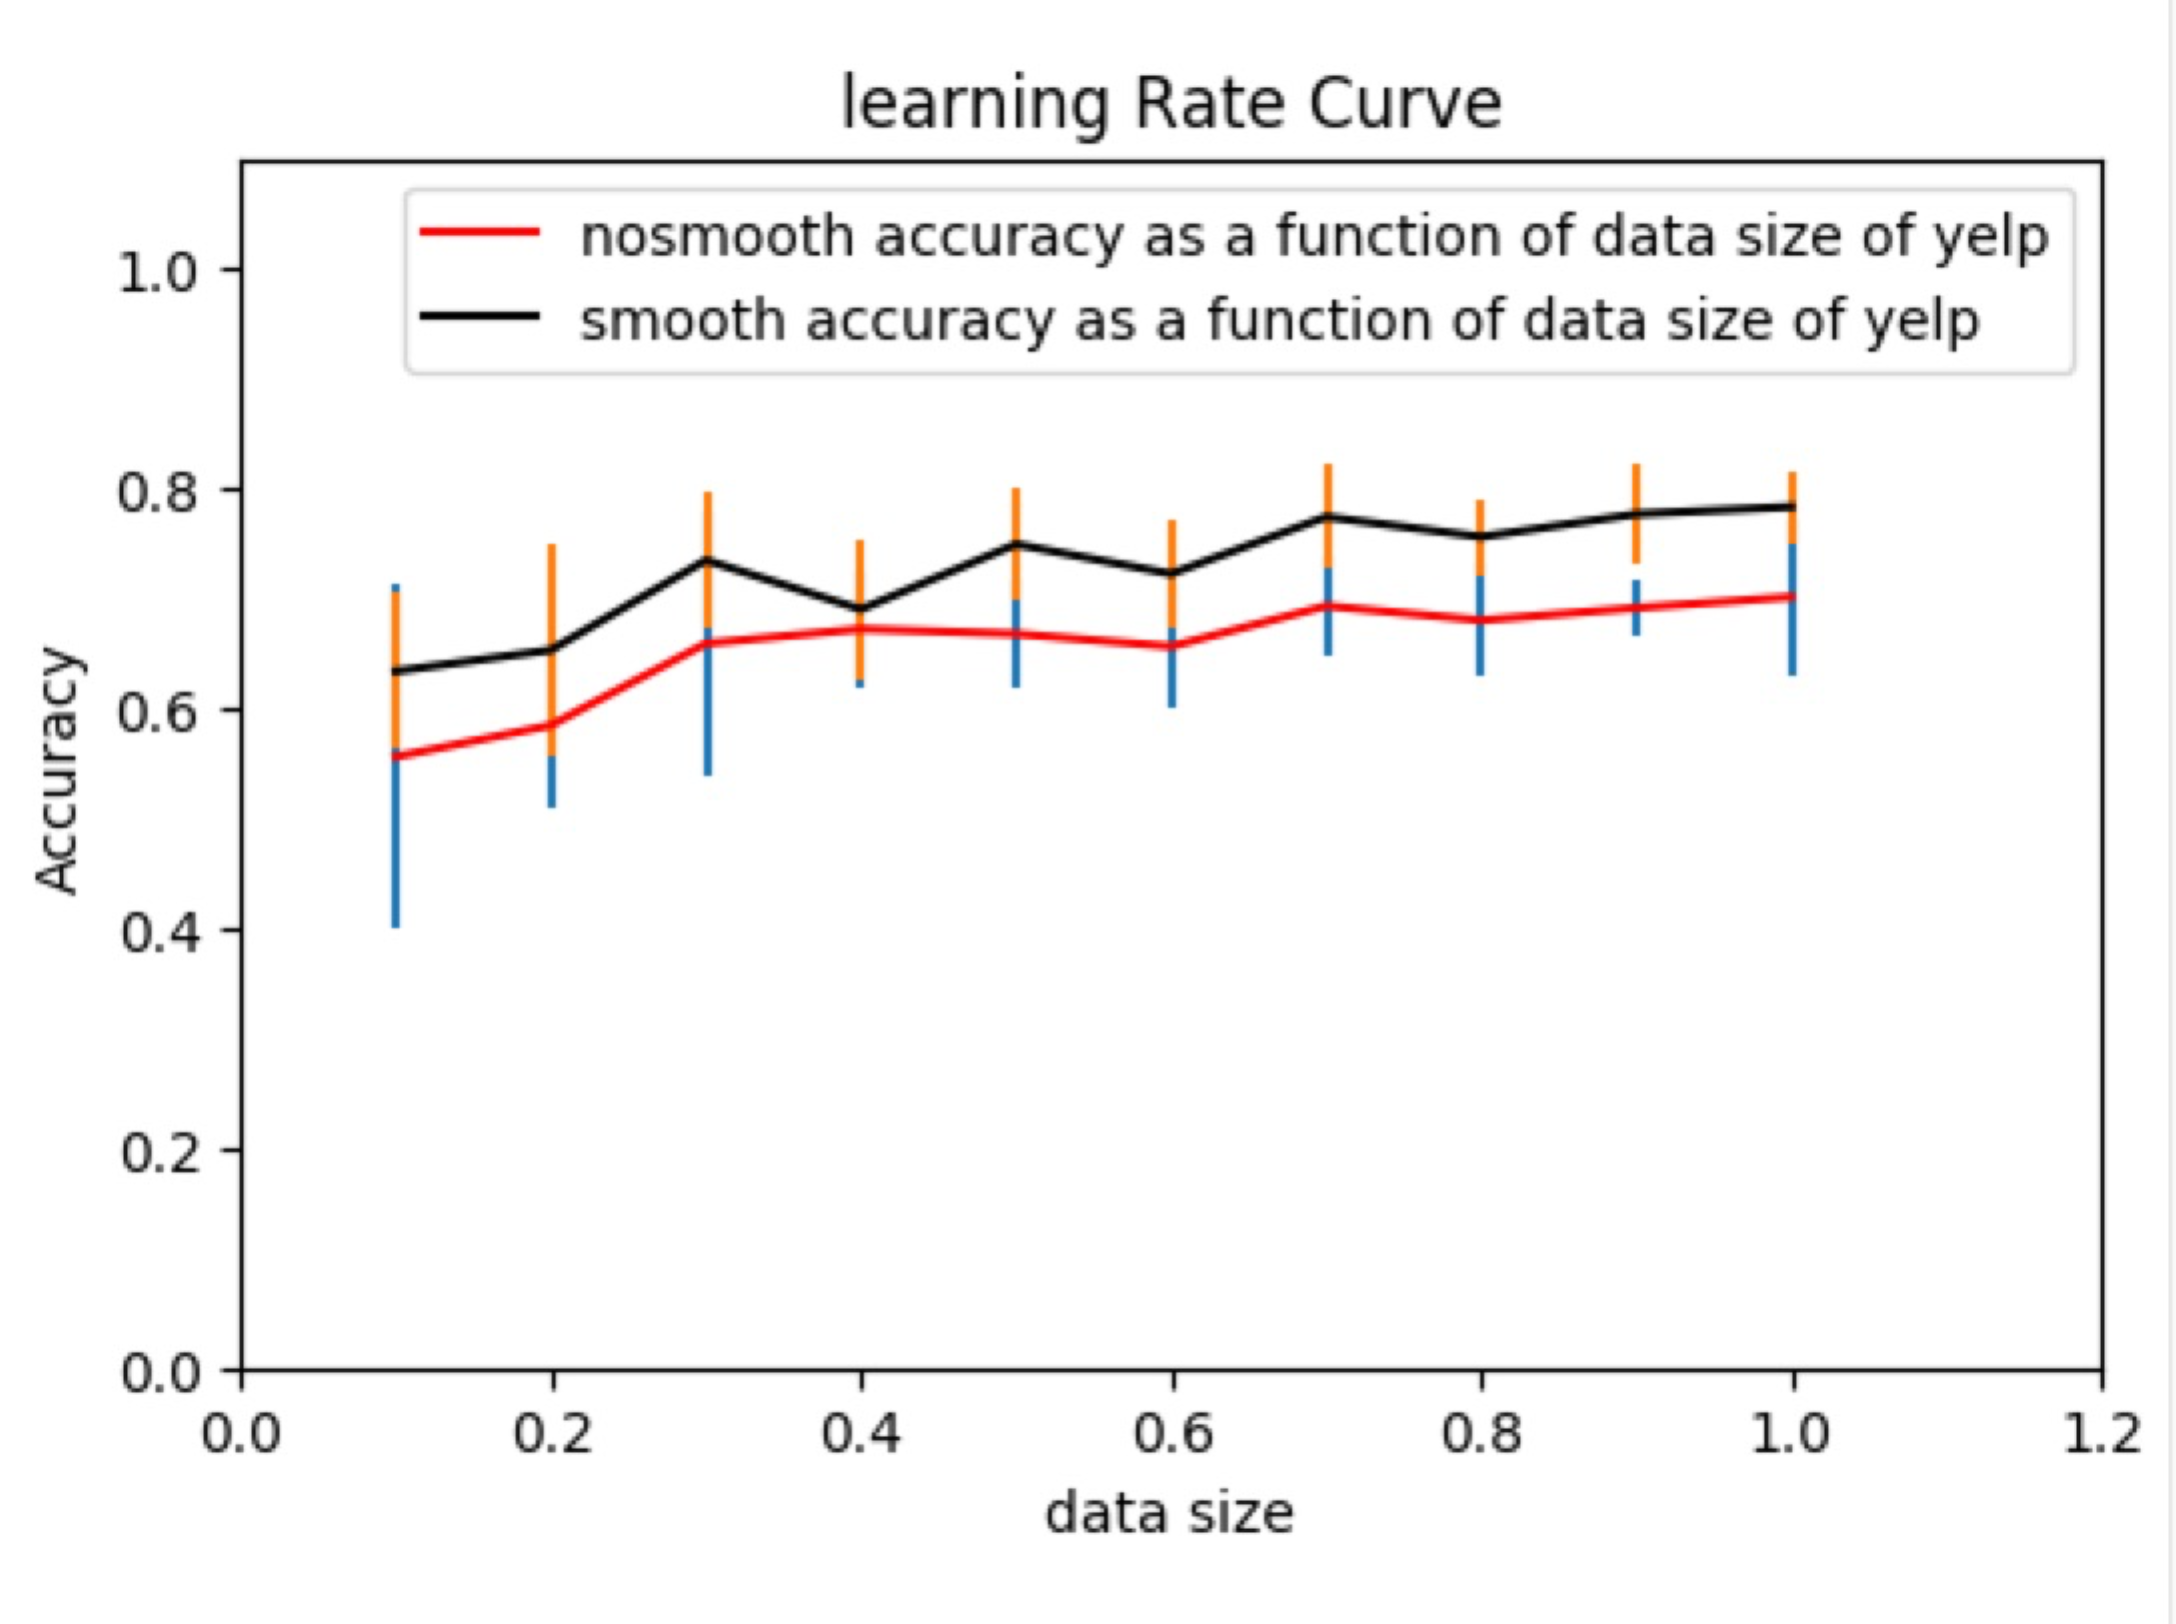 learning Rate Curve
nosmooth accuracy as a function of data size of yelp
smooth accuracy as a function of data size of yelp
1.0
0.8
0.6
0.4
0.2
0.0
Accuracy
0.0 0.2 0.4 0.6 0.8 1.0 1.2
data size